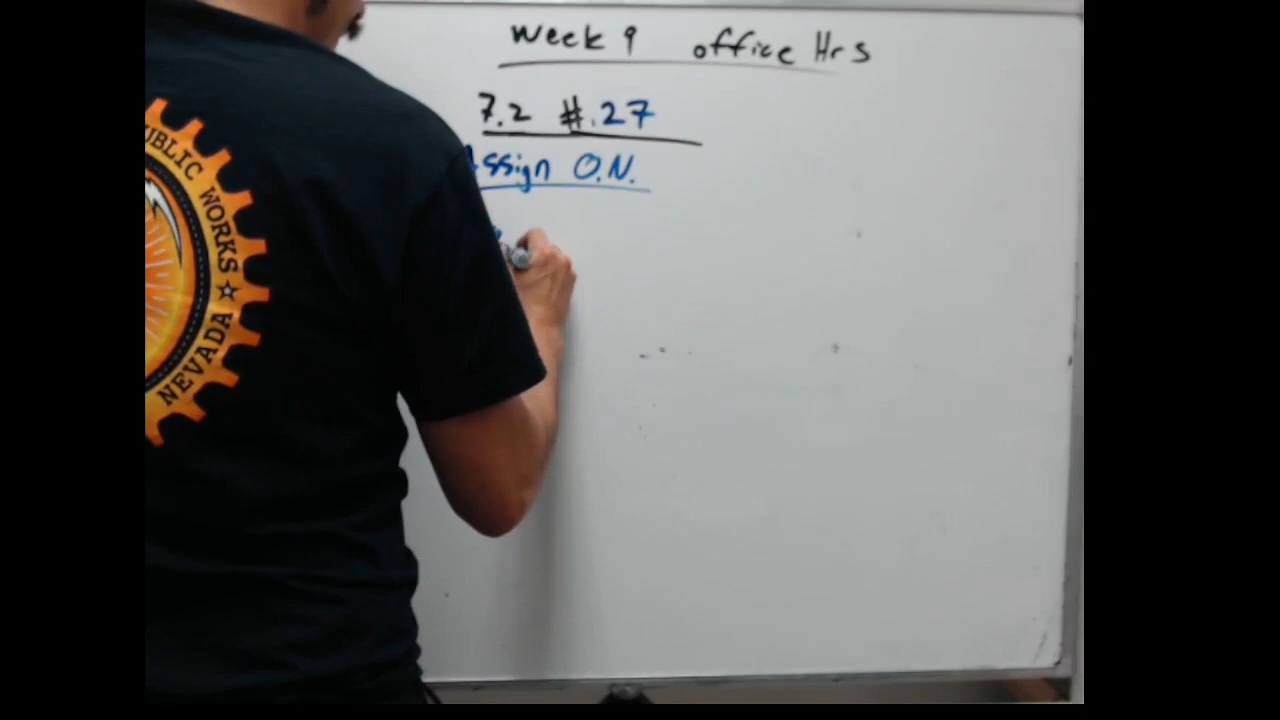 Week 9 office Hrs
7.2 #.27
Assign O.N.
PUBLIC WORKS ★ NEVADA